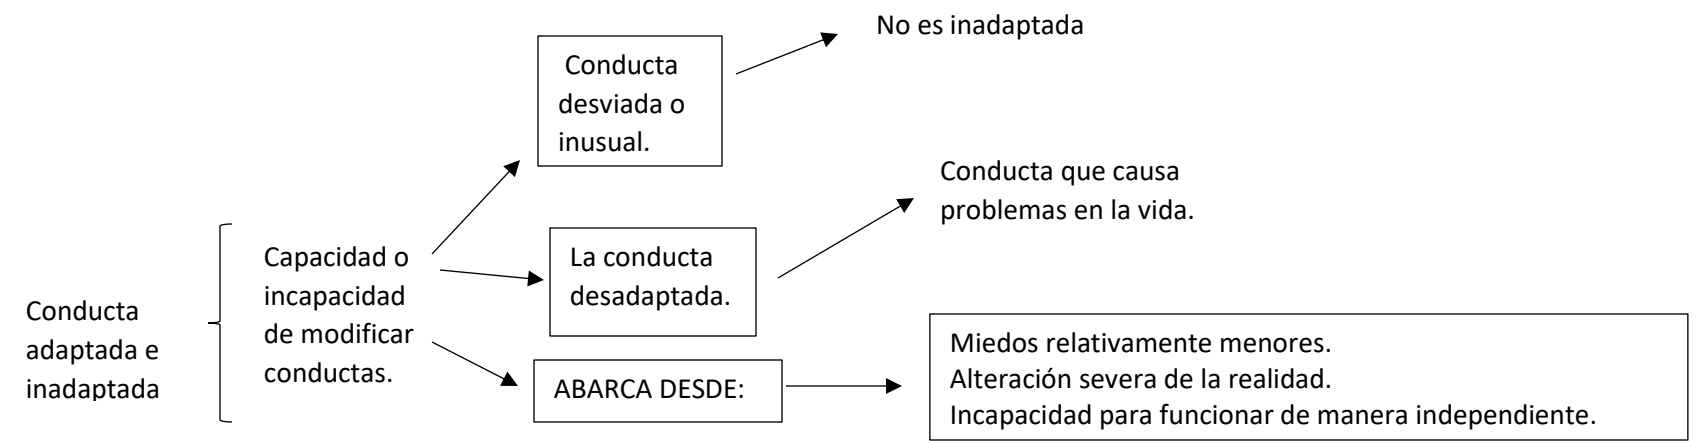 No es inadaptada
Conducta
desviada o
inusual.
Conducta que causa
problemas en la vida.
Capacidad o
incapacidad
de modificar
conductas.
La conducta
desadaptada.
Conducta
adaptada e
inadaptada
Miedos relativamente menores.
Alteración severa de la realidad.
Incapacidad para funcionar de manera independiente.
ABARCA DESDE: